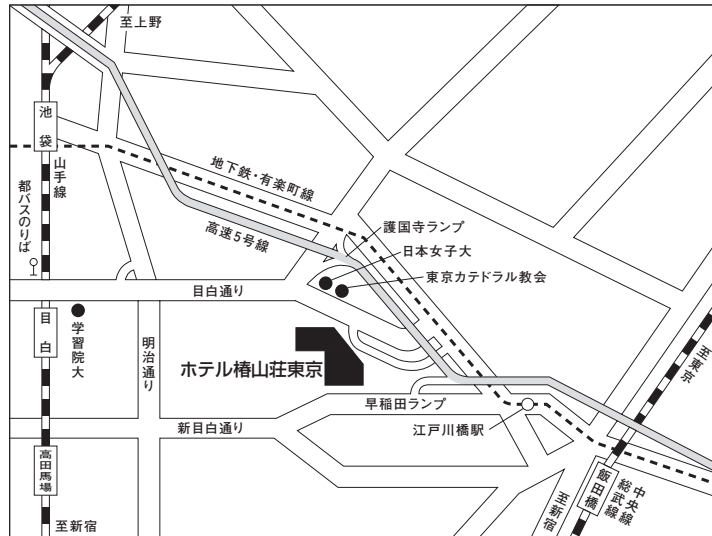 至上野
池袋
山手線
都バスのりば
地下鉄・有楽町線
高速5号線
護国寺ランプ
日本女子大
東京カテドラル教会
目白通り
目白
学習院大
明治通り
ホテル椿山荘東京
至東京
早稲田ランプ
新目白通り
江戸川橋駅
高田馬場
飯田橋
中央線
総武線
至新宿
至新宿